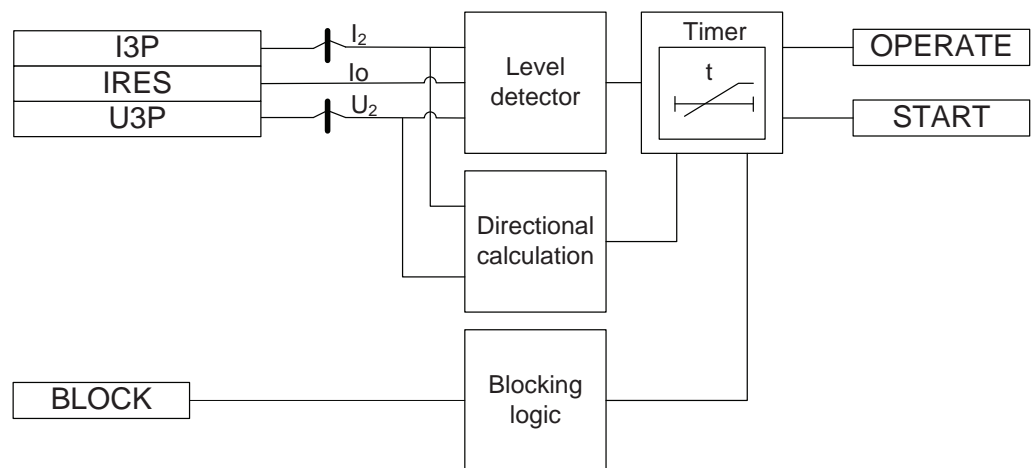 I3P
IRES
U3P
I2
Io
U2
Level
detector
Timer
t
OPERATE
START
Directional
calculation
BLOCK
Blocking
logic